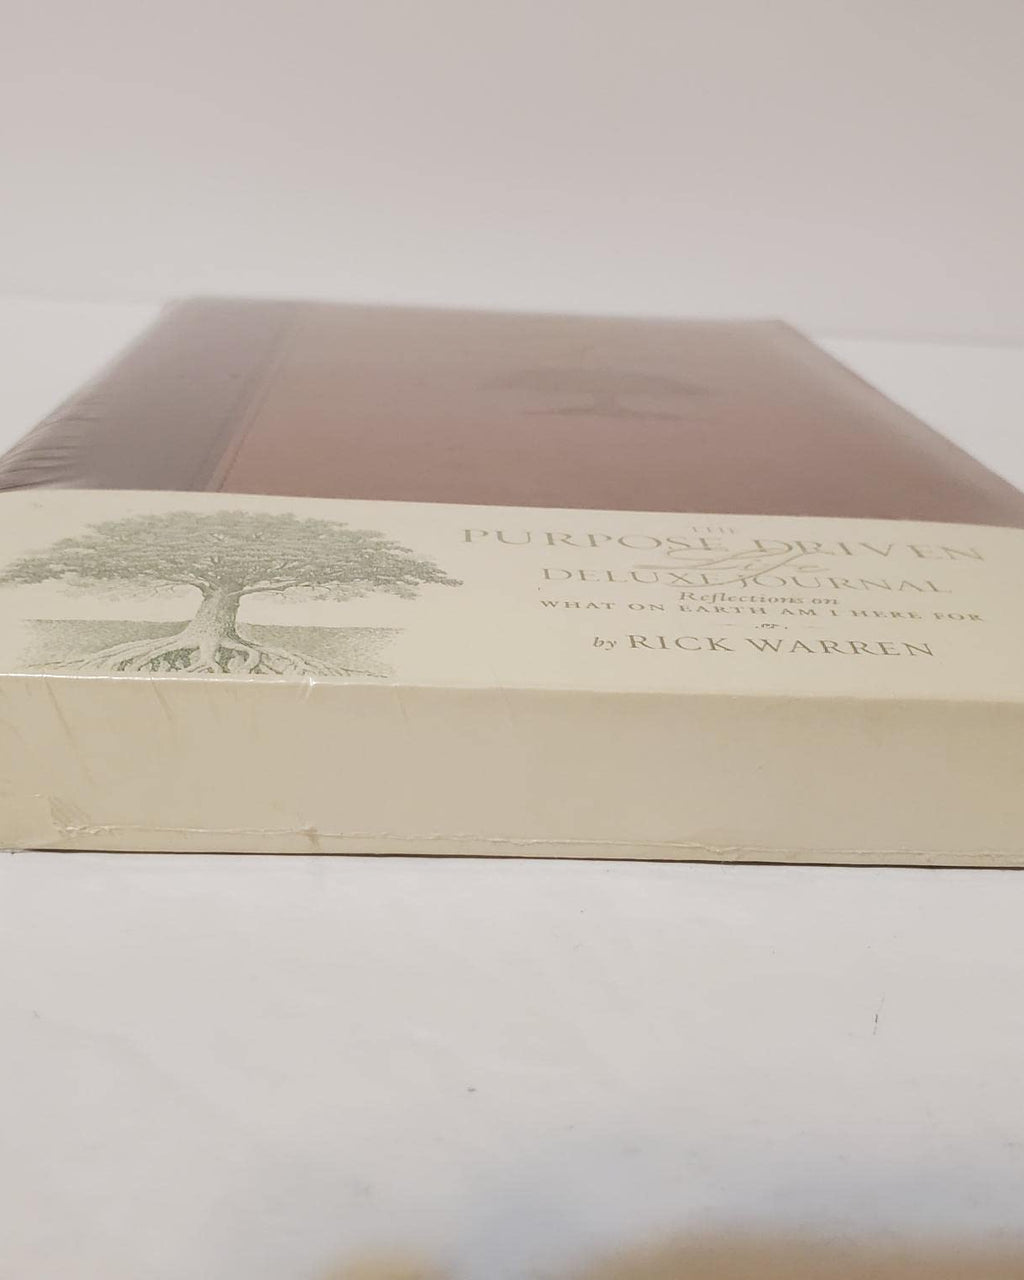 THE
PURPOSE DRIVEN
Life
DELUXE JOURNAL
Reflections on
WHAT ON EARTH AM I HERE FOR
by RICK WARREN